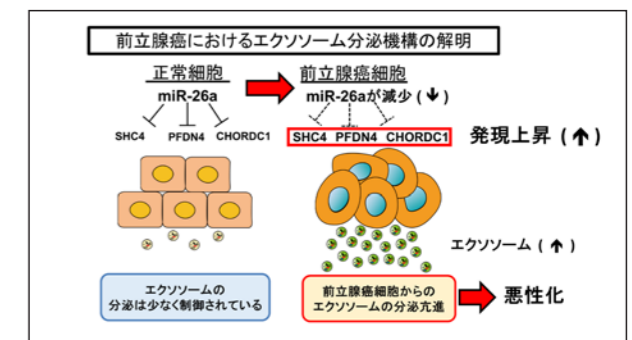 前立腺癌におけるエクソソーム分泌機構の解明
正常細胞
miR-26a
SHC4 PFDN4 CHORDC1
前立腺癌細胞
miR-26aが減少 (↓)
SHC4 PFDN4 CHORDC1
発現上昇 (↑)
エクソソーム (↑)
エクソソームの
分泌は少なく制御されている
前立腺癌細胞からの
エクソソームの分泌亢進
悪性化